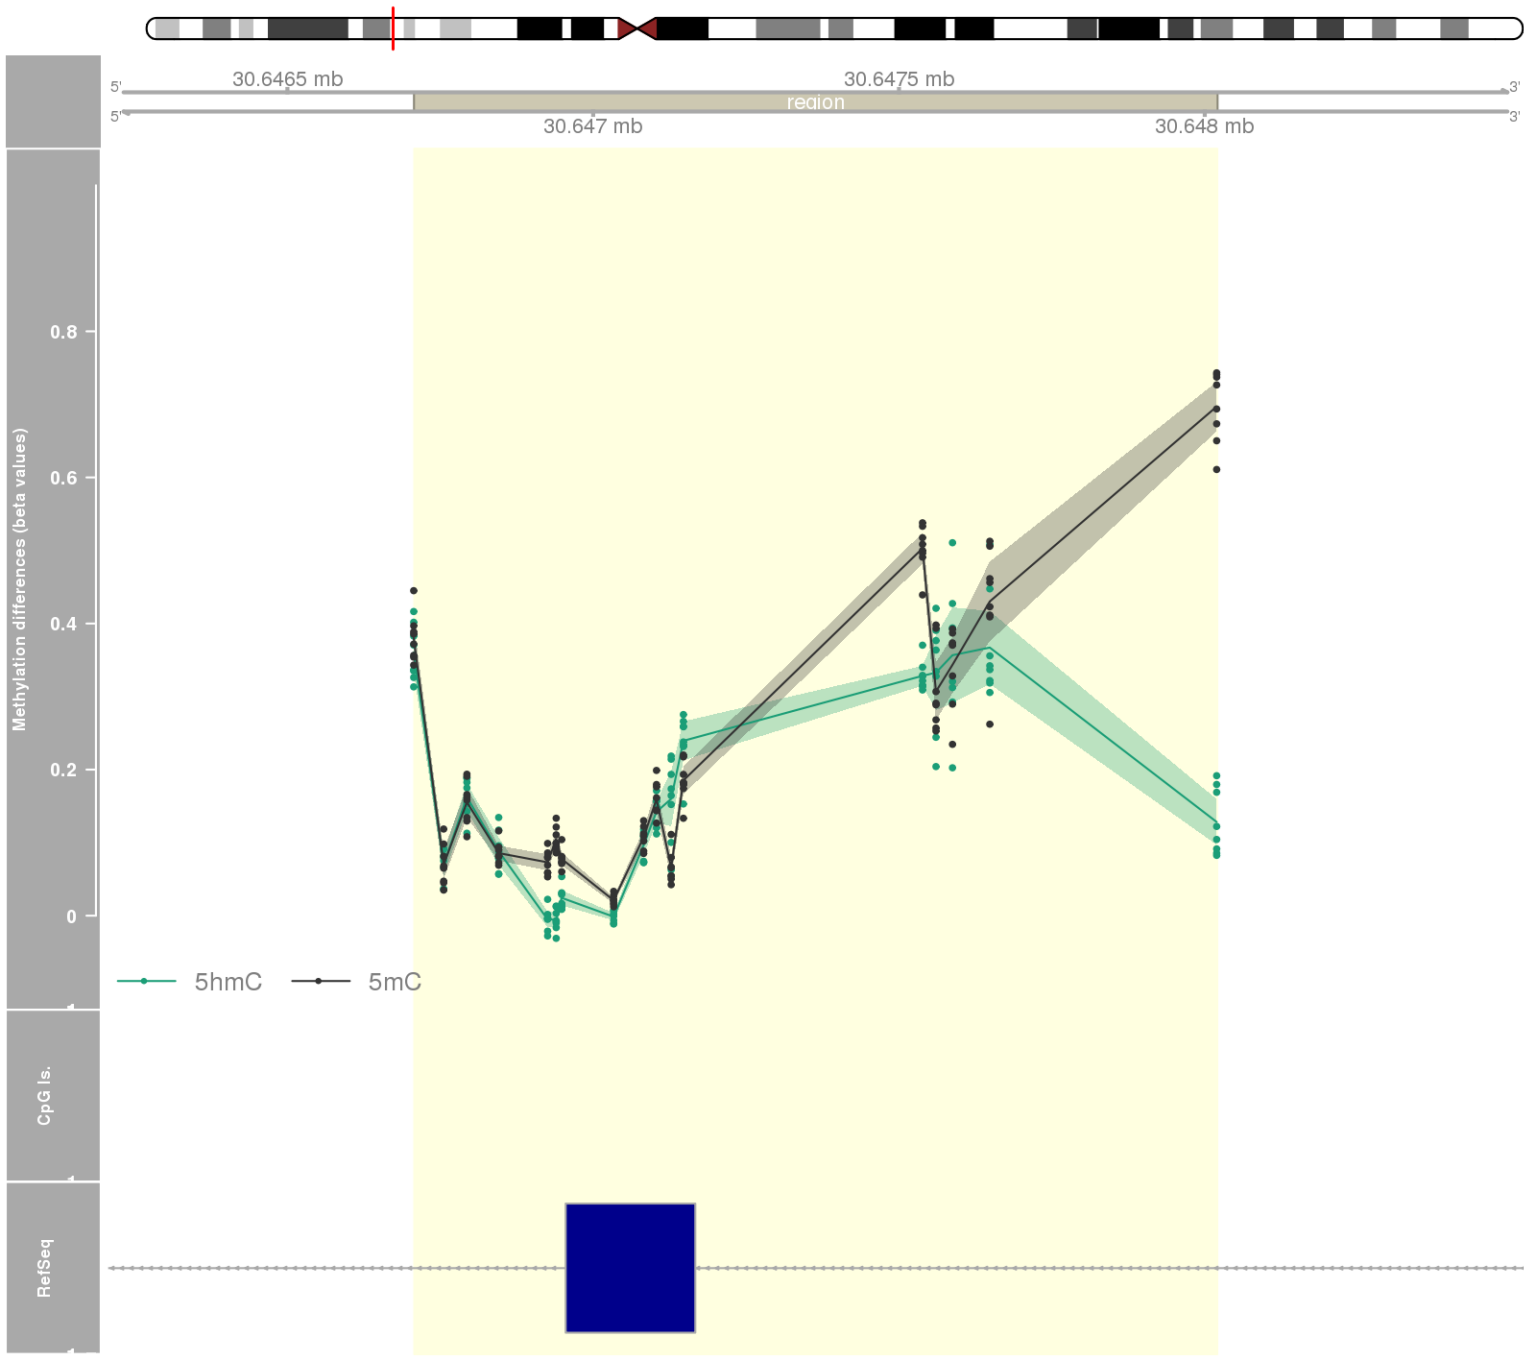 30.6465 mb
30.6475 mb
5'
3'
region
5'
3'
30.647 mb
30.648 mb
Methylation differences (beta values)
0.8
0.6
0.4
0.2
0
5hmC
5mC
CpG Is.
RefSeq